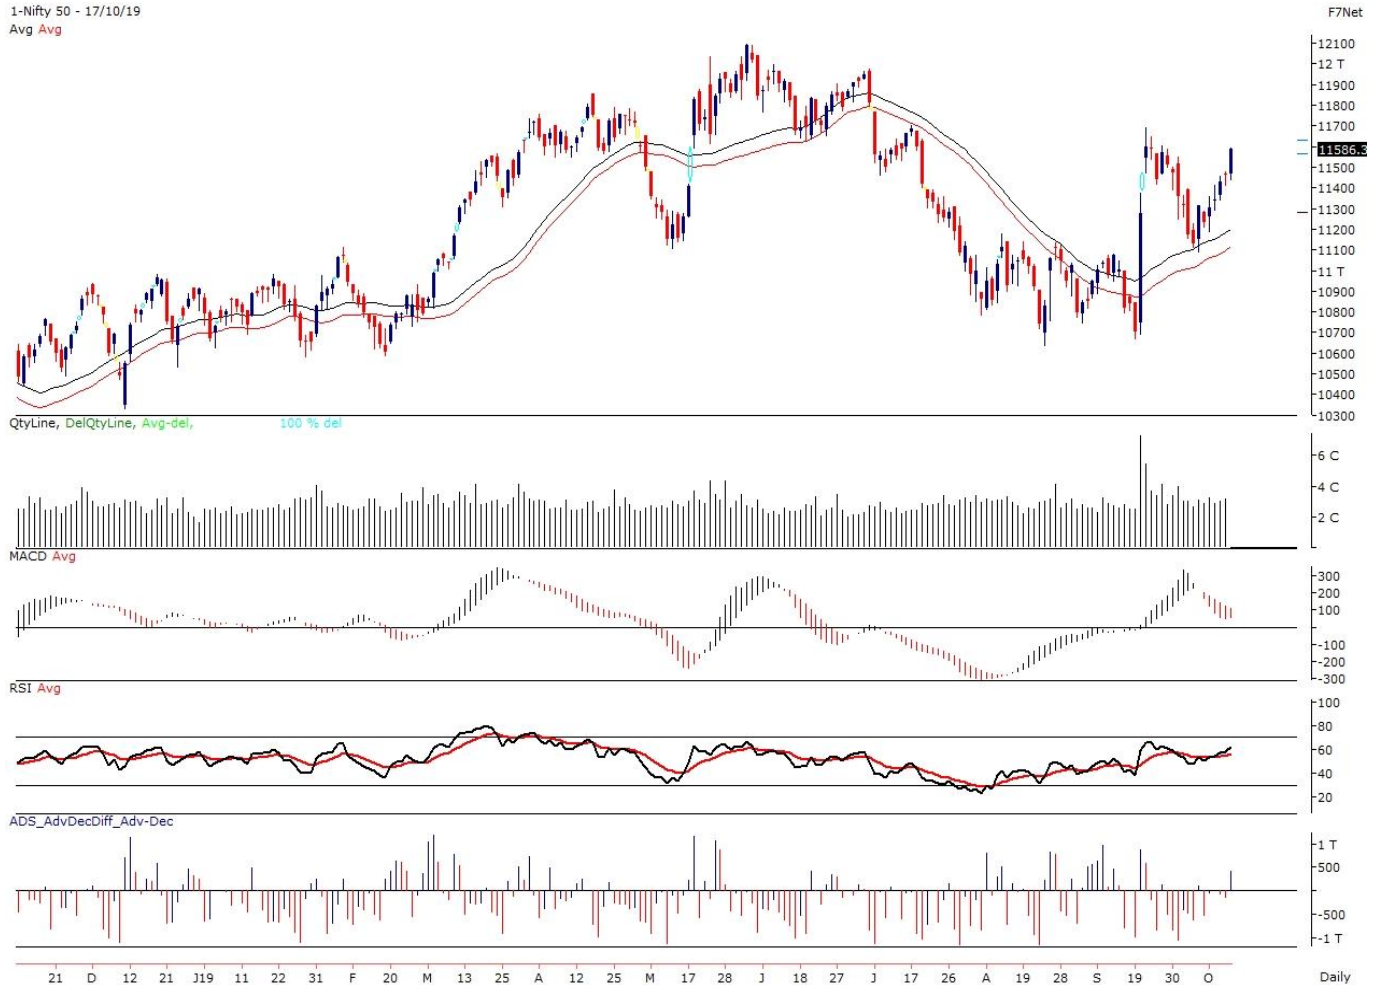 1-Nifty 50 - 17/10/19
F7Net
Avg Avg
12100
12 T
11900
11800
11700
11586.3
11500
11400
11300
11200
11100
11 T
10900
10800
10700
10600
10500
10400
10300
QtyLine, DelQtyLine, Avg-del, 100 % del
6 C
4 C
2 C
MACD Avg
300
200
100
-100
-200
-300
RSI Avg
100
80
60
40
20
ADS_AdvDecDiff_Adv-Dec
1 T
500
-500
-1 T
21 D 12 21 J19 11 22 31 F 20 M 13 25 A 12 25 M 17 27 J 18 27 J 17 26 A 19 28 S 19 30 O
Daily